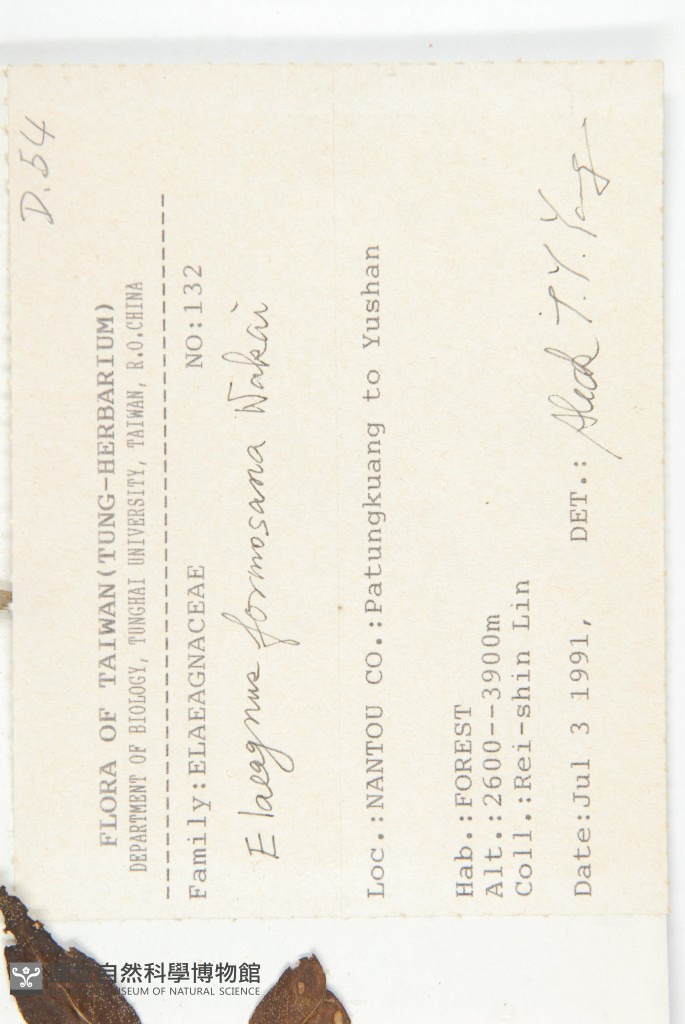 D.54
FLORA OF TAIWAN(TUNG-HERBARIUM)
DEPARTMENT OF BIOLOGY, TUNGHAI UNIVERSITY, TAIWAN, R.O.CHINA
Family:ELAEAGNACEAE NO:132
Elaeagnus formosana Wakai
Loc.:NANTOU CO.:Patungkuang to Yushan
Hab.:FOREST
Alt.:2600--3900m
Coll.:Rei-shin Lin
Date:Jul 3 1991, DET.: T.Y. Yang
自然科學博物館
MUSEUM OF NATURAL SCIENCE